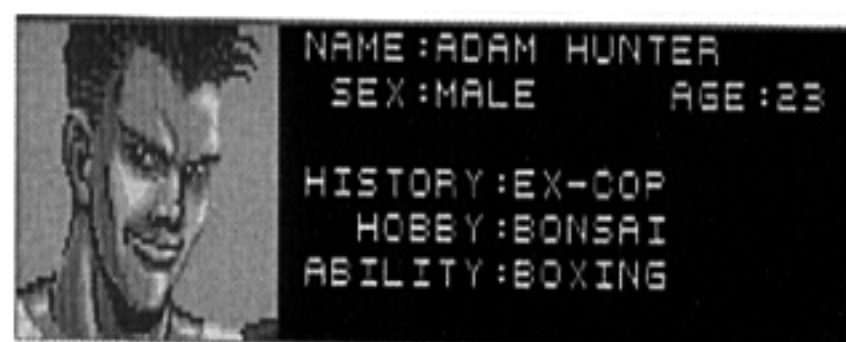 NAME:ADAM HUNTER
SEX:MALE AGE:23
HISTORY:EX-COP
HOBBY:BONSAI
ABILITY:BOXING